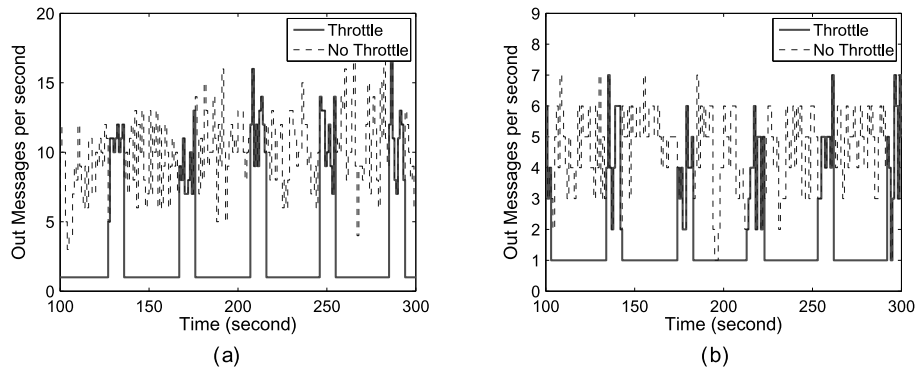 20
15
10
5
0
Out Messages per second
Throttle
No Throttle
100 150 200 250 300
Time (second)
(a)
9
8
7
6
5
4
3
2
1
0
Out Messages per second
Throttle
No Throttle
100 150 200 250 300
Time (second)
(b)